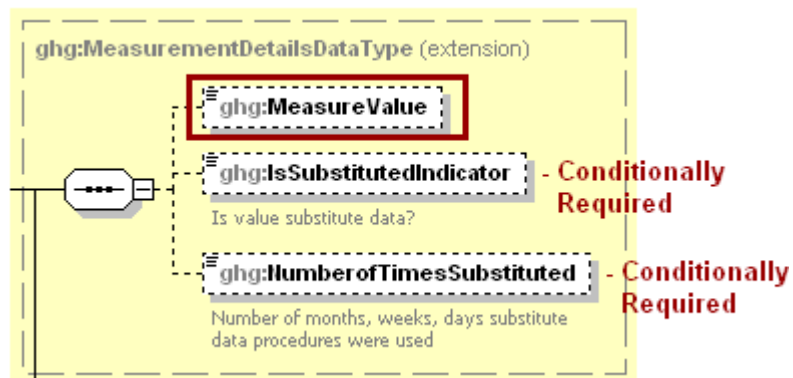 ghg:MeasurementDetailsDataType (extension)
ghg:MeasureValue
ghg:IsSubstitutedIndicator - Conditionally
Required
Is value substitute data?
ghg:NumberofTimesSubstituted - Conditionally
Required
Number of months, weeks, days substitute
data procedures were used